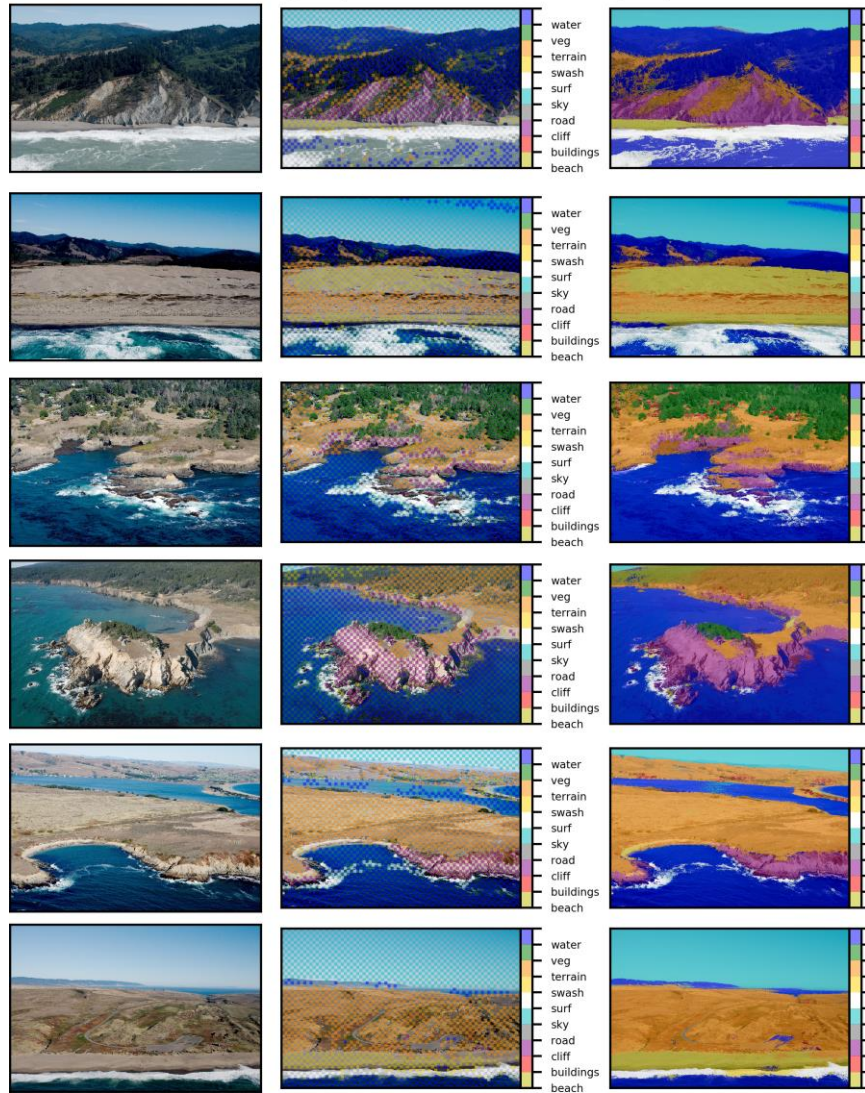 water
veg
terrain
swash
surf
sky
road
cliff
buildings
beach
water
veg
terrain
swash
surf
sky
road
cliff
buildings
beach
water
veg
terrain
swash
surf
sky
road
cliff
buildings
beach
water
veg
terrain
swash
surf
sky
road
cliff
buildings
beach
water
veg
terrain
swash
surf
sky
road
cliff
buildings
beach
water
veg
terrain
swash
surf
sky
road
cliff
buildings
beach